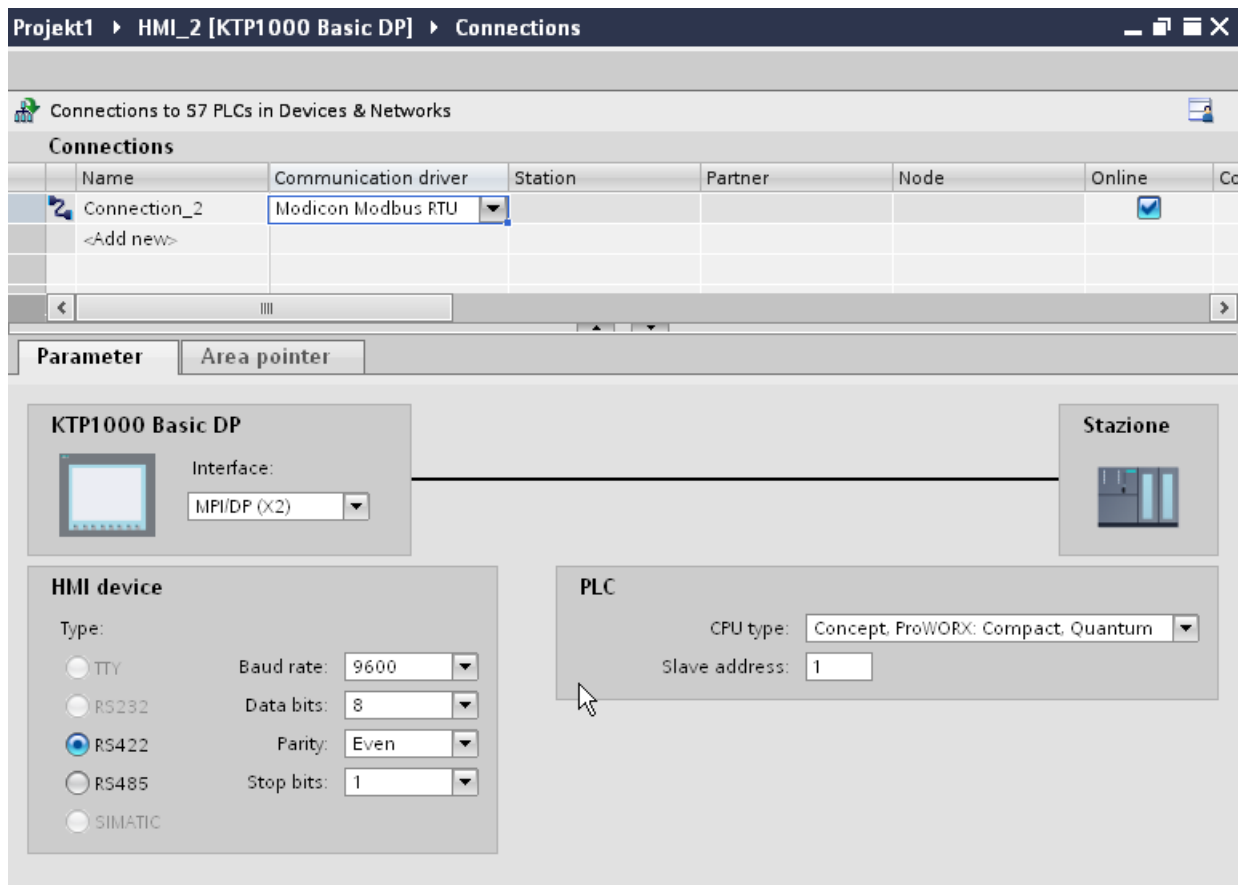 Projekt1 ▸ HMI_2 [KTP1000 Basic DP] ▸ Connections
Connections to S7 PLCs in Devices & Networks
Connections
Name Communication driver Station Partner Node Online Co
Connection_2 Modicon Modbus RTU
<Add new>
Parameter Area pointer
KTP1000 Basic DP Stazione
Interface:
MPI/DP (X2)
HMI device PLC
Type: CPU type: Concept, ProWORX: Compact, Quantum
TTY Baud rate: 9600 Slave address: 1
RS232 Data bits: 8
RS422 Parity: Even
RS485 Stop bits: 1
SIMATIC